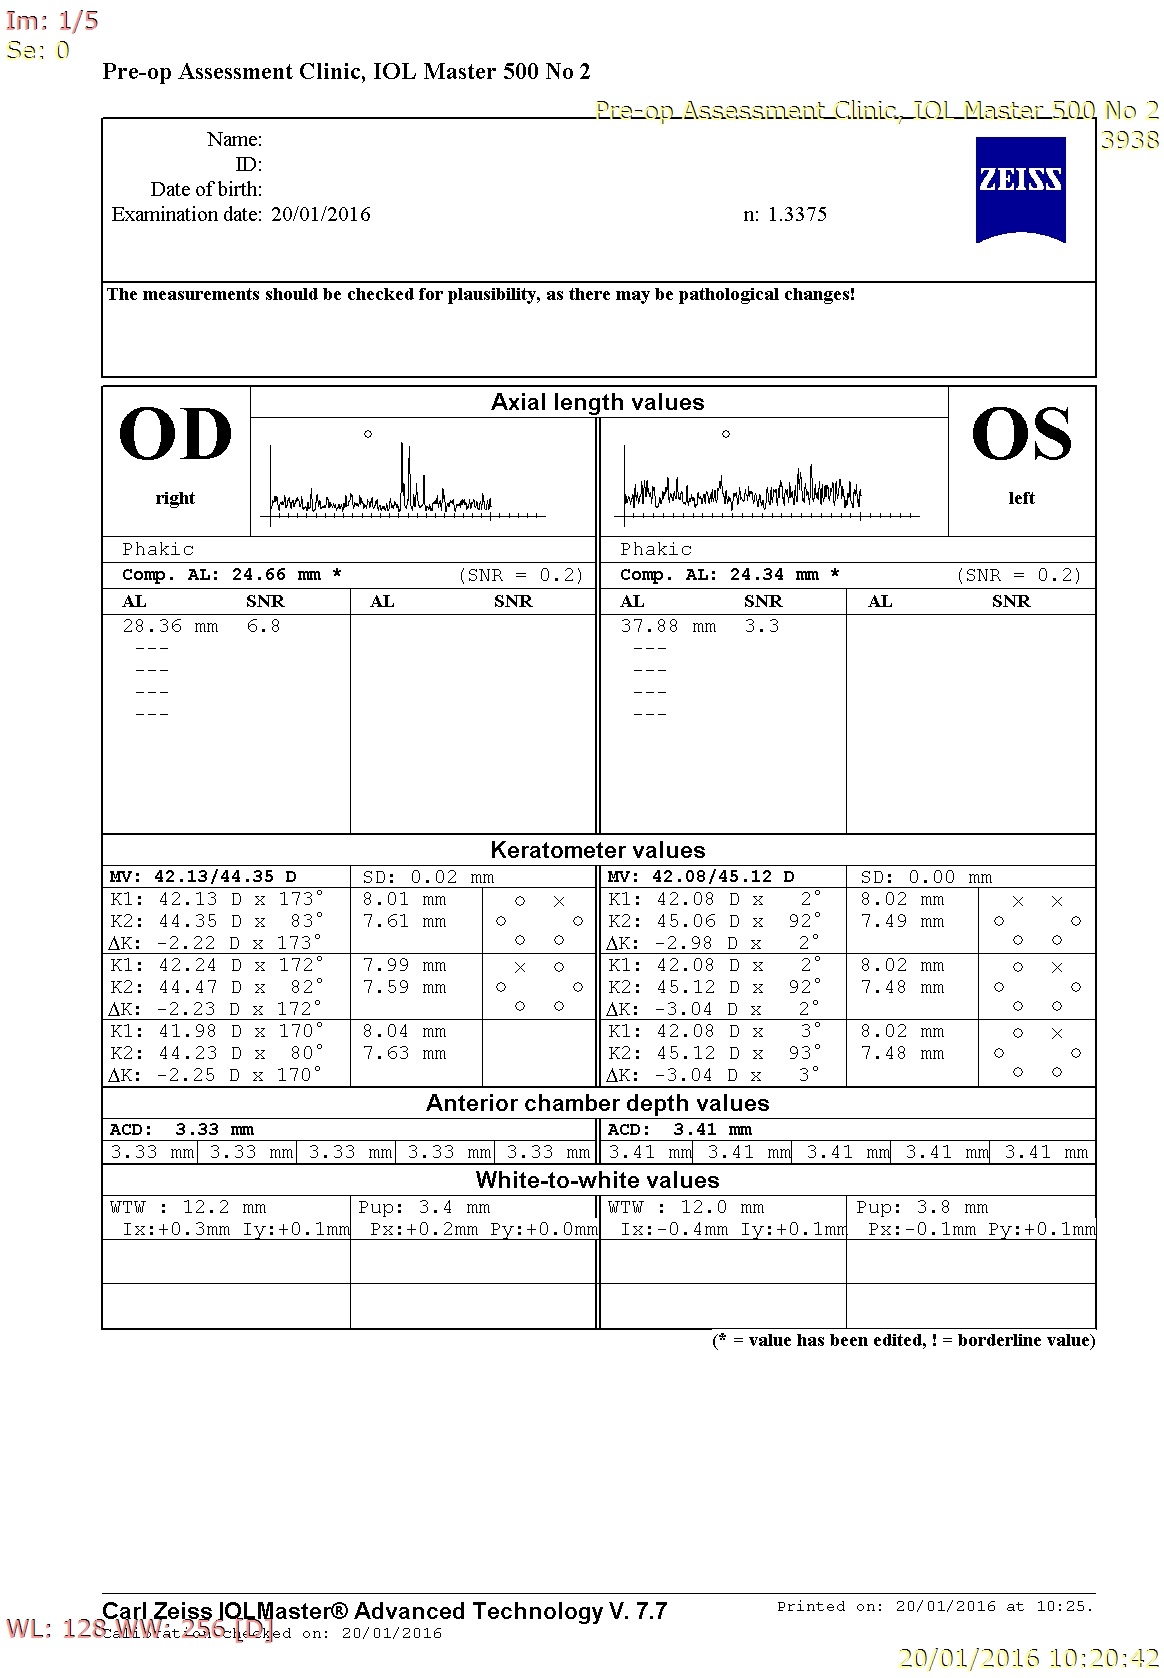 Im: 1/5
Se: 0
Pre-op Assessment Clinic, IOL Master 500 No 2
Pre-op Assessment Clinic, IOL Master 500 No 2
3938
Name:
ID:
Date of birth:
Examination date: 20/01/2016 n: 1.3375
ZEISS
The measurements should be checked for plausibility, as there may be pathological changes!
OD
right
Axial length values
OS
left
Phakic Phakic
Comp. AL: 24.66 mm * (SNR = 0.2) Comp. AL: 24.34 mm * (SNR = 0.2)
AL SNR AL SNR AL SNR AL SNR
28.36 mm 6.8 37.88 mm 3.3
--- ---
--- ---
--- ---
--- ---
Keratometer values
MV: 42.13/44.35 D SD: 0.02 mm MV: 42.08/45.12 D SD: 0.00 mm
K1: 42.13 D x 173° 8.01 mm K1: 42.08 D x 2° 8.02 mm
K2: 44.35 D x 83° 7.61 mm K2: 45.06 D x 92° 7.49 mm
ΔK: -2.22 D x 173° ΔK: -2.98 D x 2°
K1: 42.24 D x 172° 7.99 mm K1: 42.08 D x 2° 8.02 mm
K2: 44.47 D x 82° 7.59 mm K2: 45.12 D x 92° 7.48 mm
ΔK: -2.23 D x 172° ΔK: -3.04 D x 2°
K1: 41.98 D x 170° 8.04 mm K1: 42.08 D x 3° 8.02 mm
K2: 44.23 D x 80° 7.63 mm K2: 45.12 D x 93° 7.48 mm
ΔK: -2.25 D x 170° ΔK: -3.04 D x 3°
Anterior chamber depth values
ACD: 3.33 mm ACD: 3.41 mm
3.33 mm 3.33 mm 3.33 mm 3.33 mm 3.33 mm 3.41 mm 3.41 mm 3.41 mm 3.41 mm 3.41 mm
White-to-white values
WTW : 12.2 mm Pup: 3.4 mm WTW : 12.0 mm Pup: 3.8 mm
Ix:+0.3mm Iy:+0.1mm Px:+0.2mm Py:+0.0mm Ix:-0.4mm Iy:+0.1mm Px:-0.1mm Py:+0.1mm
(* = value has been edited, ! = borderline value)
Carl Zeiss IOLMaster® Advanced Technology V. 7.7 Printed on: 20/01/2016 at 10:25.
WL: 128 WW: 256 [D]
Calibration checked on: 20/01/2016
20/01/2016 10:20:42